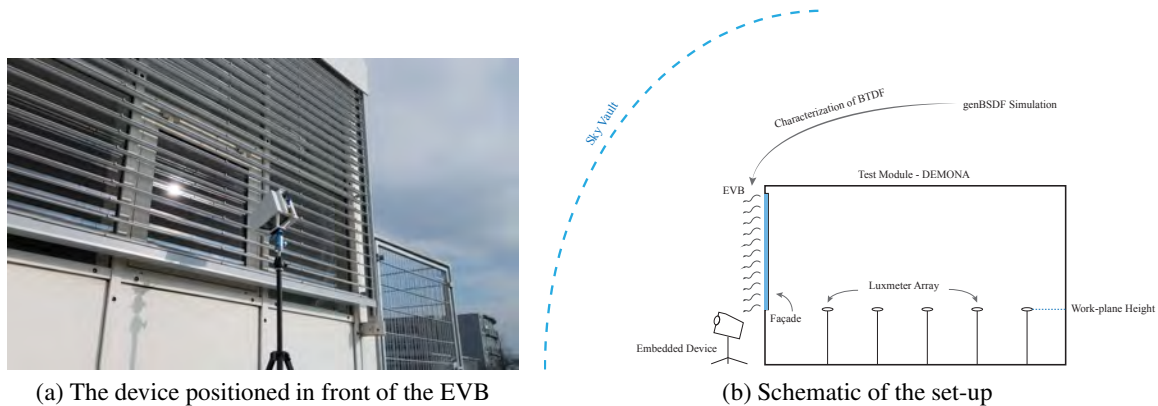 Sky Vault
Characterization of BTDF
genBSDF Simulation
Test Module - DEMONA
EVB
Luxmeter Array
Façade
Work-plane Height
Embedded Device
(a) The device positioned in front of the EVB
(b) Schematic of the set-up